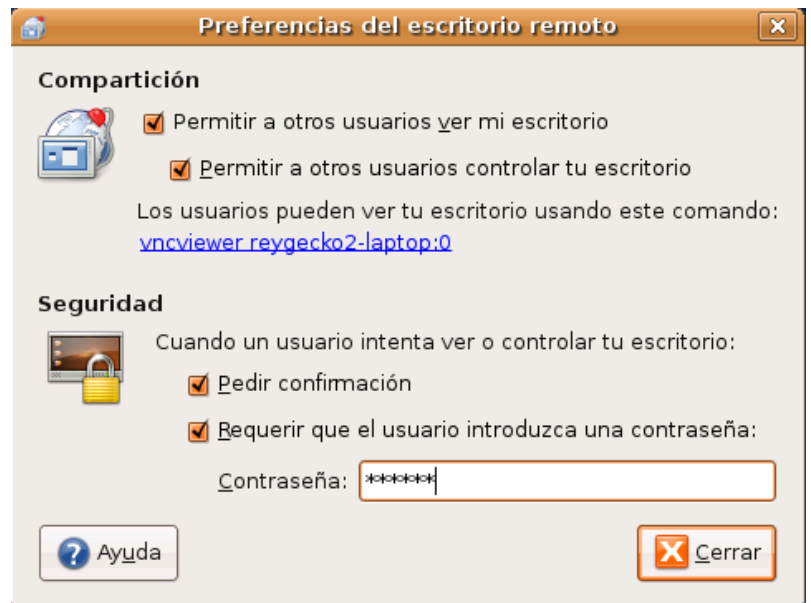 Preferencias del escritorio remoto
Compartición
Permitir a otros usuarios ver mi escritorio
Permitir a otros usuarios controlar tu escritorio
Los usuarios pueden ver tu escritorio usando este comando:
vncviewer reygecko2-laptop:0
Seguridad
Cuando un usuario intenta ver o controlar tu escritorio:
Pedir confirmación
Requerir que el usuario introduzca una contraseña:
Contraseña: *******
Ayuda
Cerrar